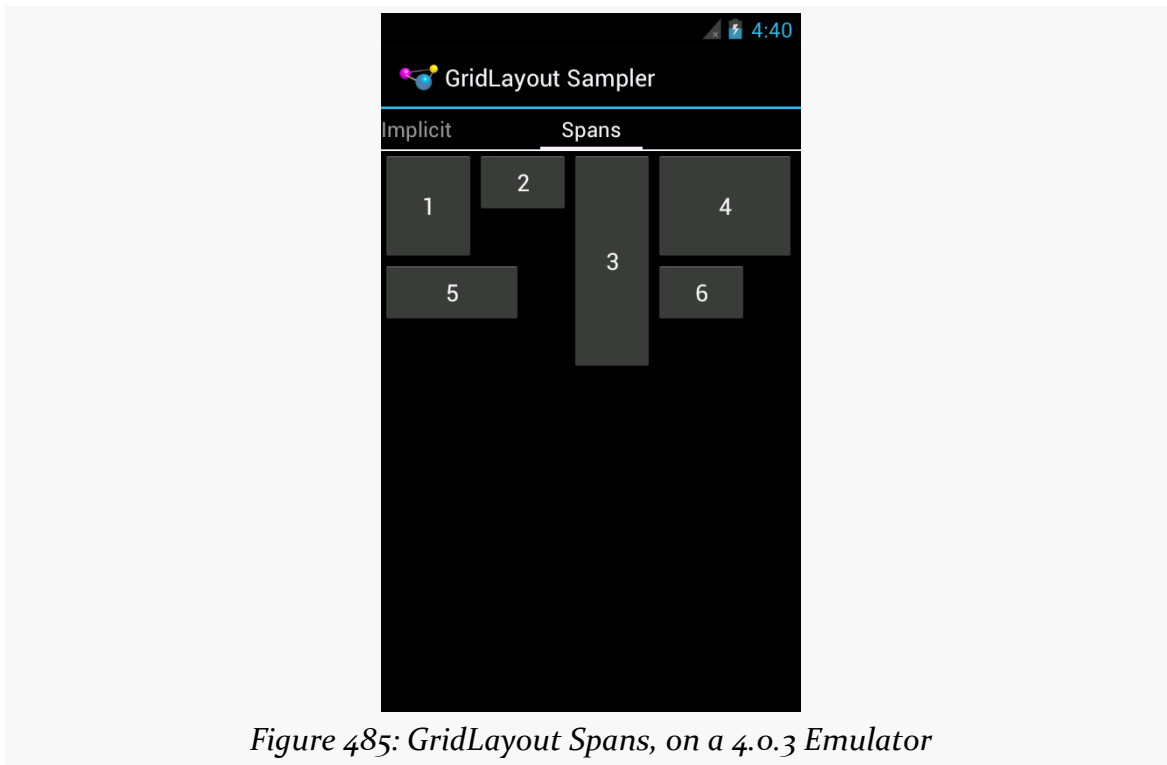 4:40
GridLayout Sampler
Implicit Spans
1 2 3 4
5 6
Figure 485: GridLayout Spans, on a 4.0.3 Emulator